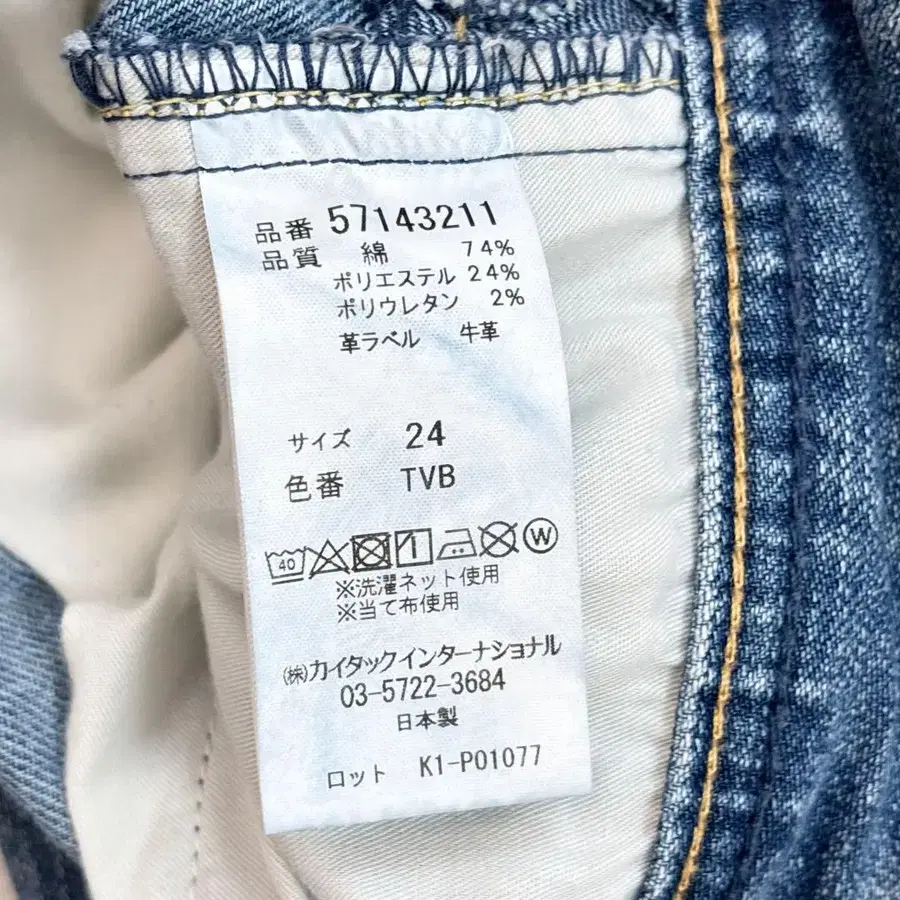 品番 57143211
品質 綿 74%
ポリエステル 24%
ポリウレタン 2%
革ラベル 牛革
サイズ 24
色番 TVB
40 W
※洗濯ネット使用
※当て布使用
㈱カイタックインターナショナル
03-5722-3684
日本製
ロット K1-P01077